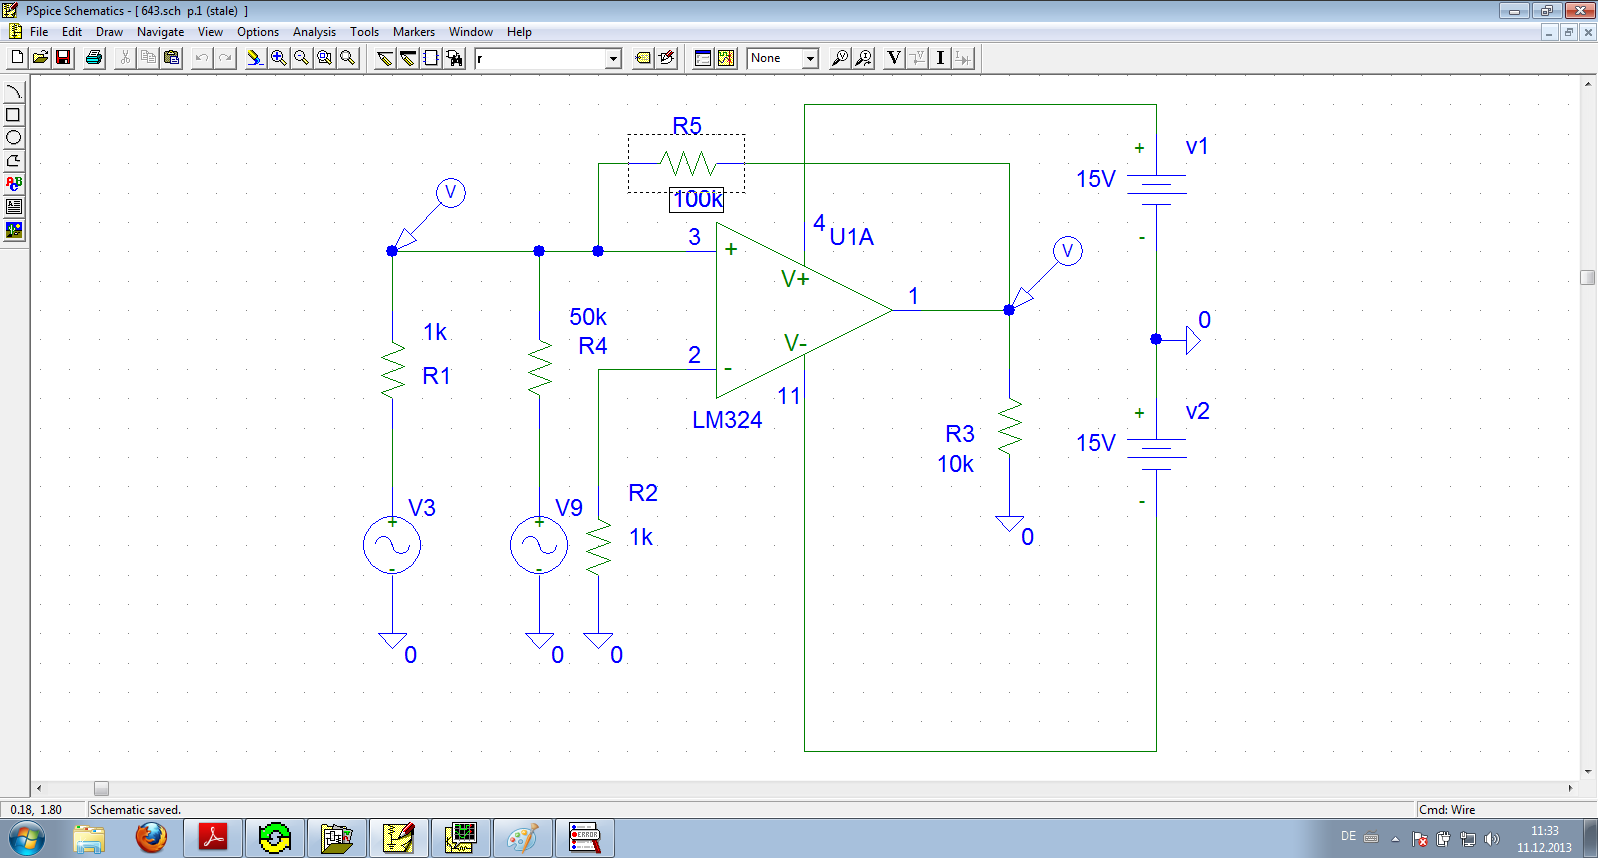 PSpice Schematics - [ 643.sch  p.1 (stale)  ]
File Edit Draw Navigate View Options Analysis Tools Markers Window Help
r None V I
ABC
R5
100k
V
3
+
4
U1A
V+
1
V
2
-
V-
11
LM324
1k
R1
50k
R4
V3
+
-
0
V9
+
-
0
R2
1k
0
R3
10k
0
+
v1
15V
-
0
+
v2
15V
-
0.18, 1.80 Schematic saved. Cmd: Wire
ERROR
DE 11:33
11.12.2013